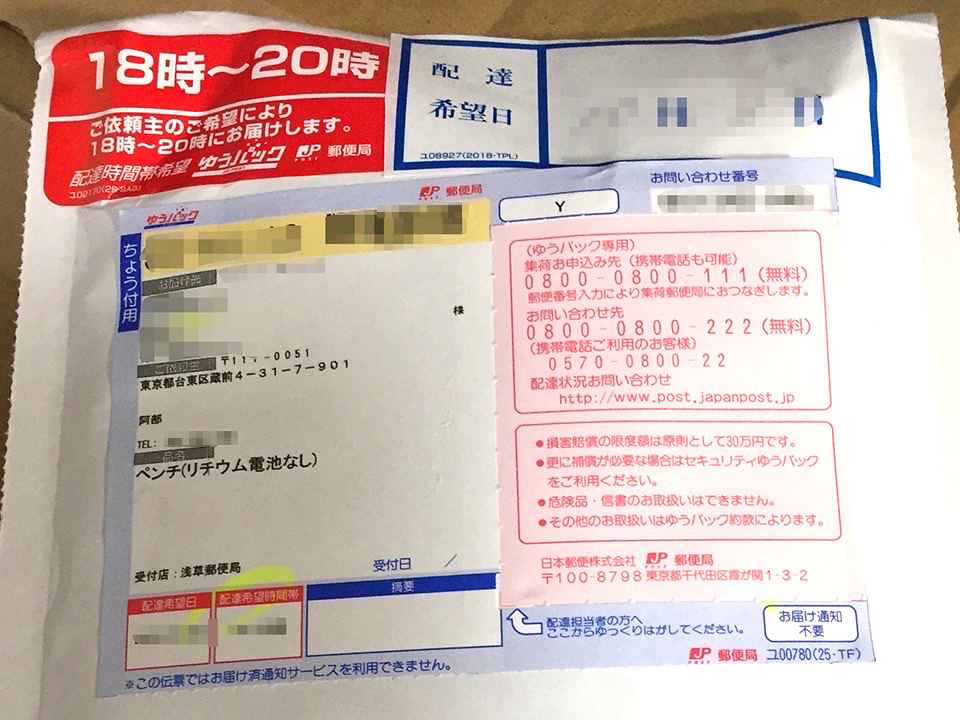 18時～20時
ご依頼主のご希望により
18時～20時にお届けします。
配達時間帯希望 ゆうパック JP POST 郵便局
ユ02170(28・SAG)
配達
希望日
ユ08927(2018・TPL)
JP POST 郵便局
お問い合わせ番号
ゆうパック
Y
ちょう付用
お届け先
様
ご依頼主
〒111-0051
東京都台東区蔵前4-31-7-901
阿部
TEL:
品名
ペンチ(リチウム電池なし)
受付店：浅草郵便局
受付日 ／
配達希望日
配達希望時間帯
摘要
※この伝票ではお届け済通知サービスを利用できません。
(ゆうパック専用)
集荷お申込み先（携帯電話も可能）
0800-0800-111(無料)
郵便番号入力により集荷郵便局におつなぎします。
お問い合わせ先
0800-0800-222(無料)
(携帯電話ご利用のお客様)
0570-0800-22
配達状況お問い合わせ
http://www.post.japanpost.jp
●損害賠償の限度額は原則として30万円です。
●更に補償が必要な場合はセキュリティゆうパック
をご利用ください。
●危険品・信書のお取扱いはできません。
●その他のお取扱いはゆうパック約款によります。
日本郵便株式会社 JP POST 郵便局
〒100-8798 東京都千代田区霞が関1-3-2
配達担当者の方へ
ここからゆっくりはがしてください。
お届け通知
不要
JP POST 郵便局 ユ00780(25・TF)